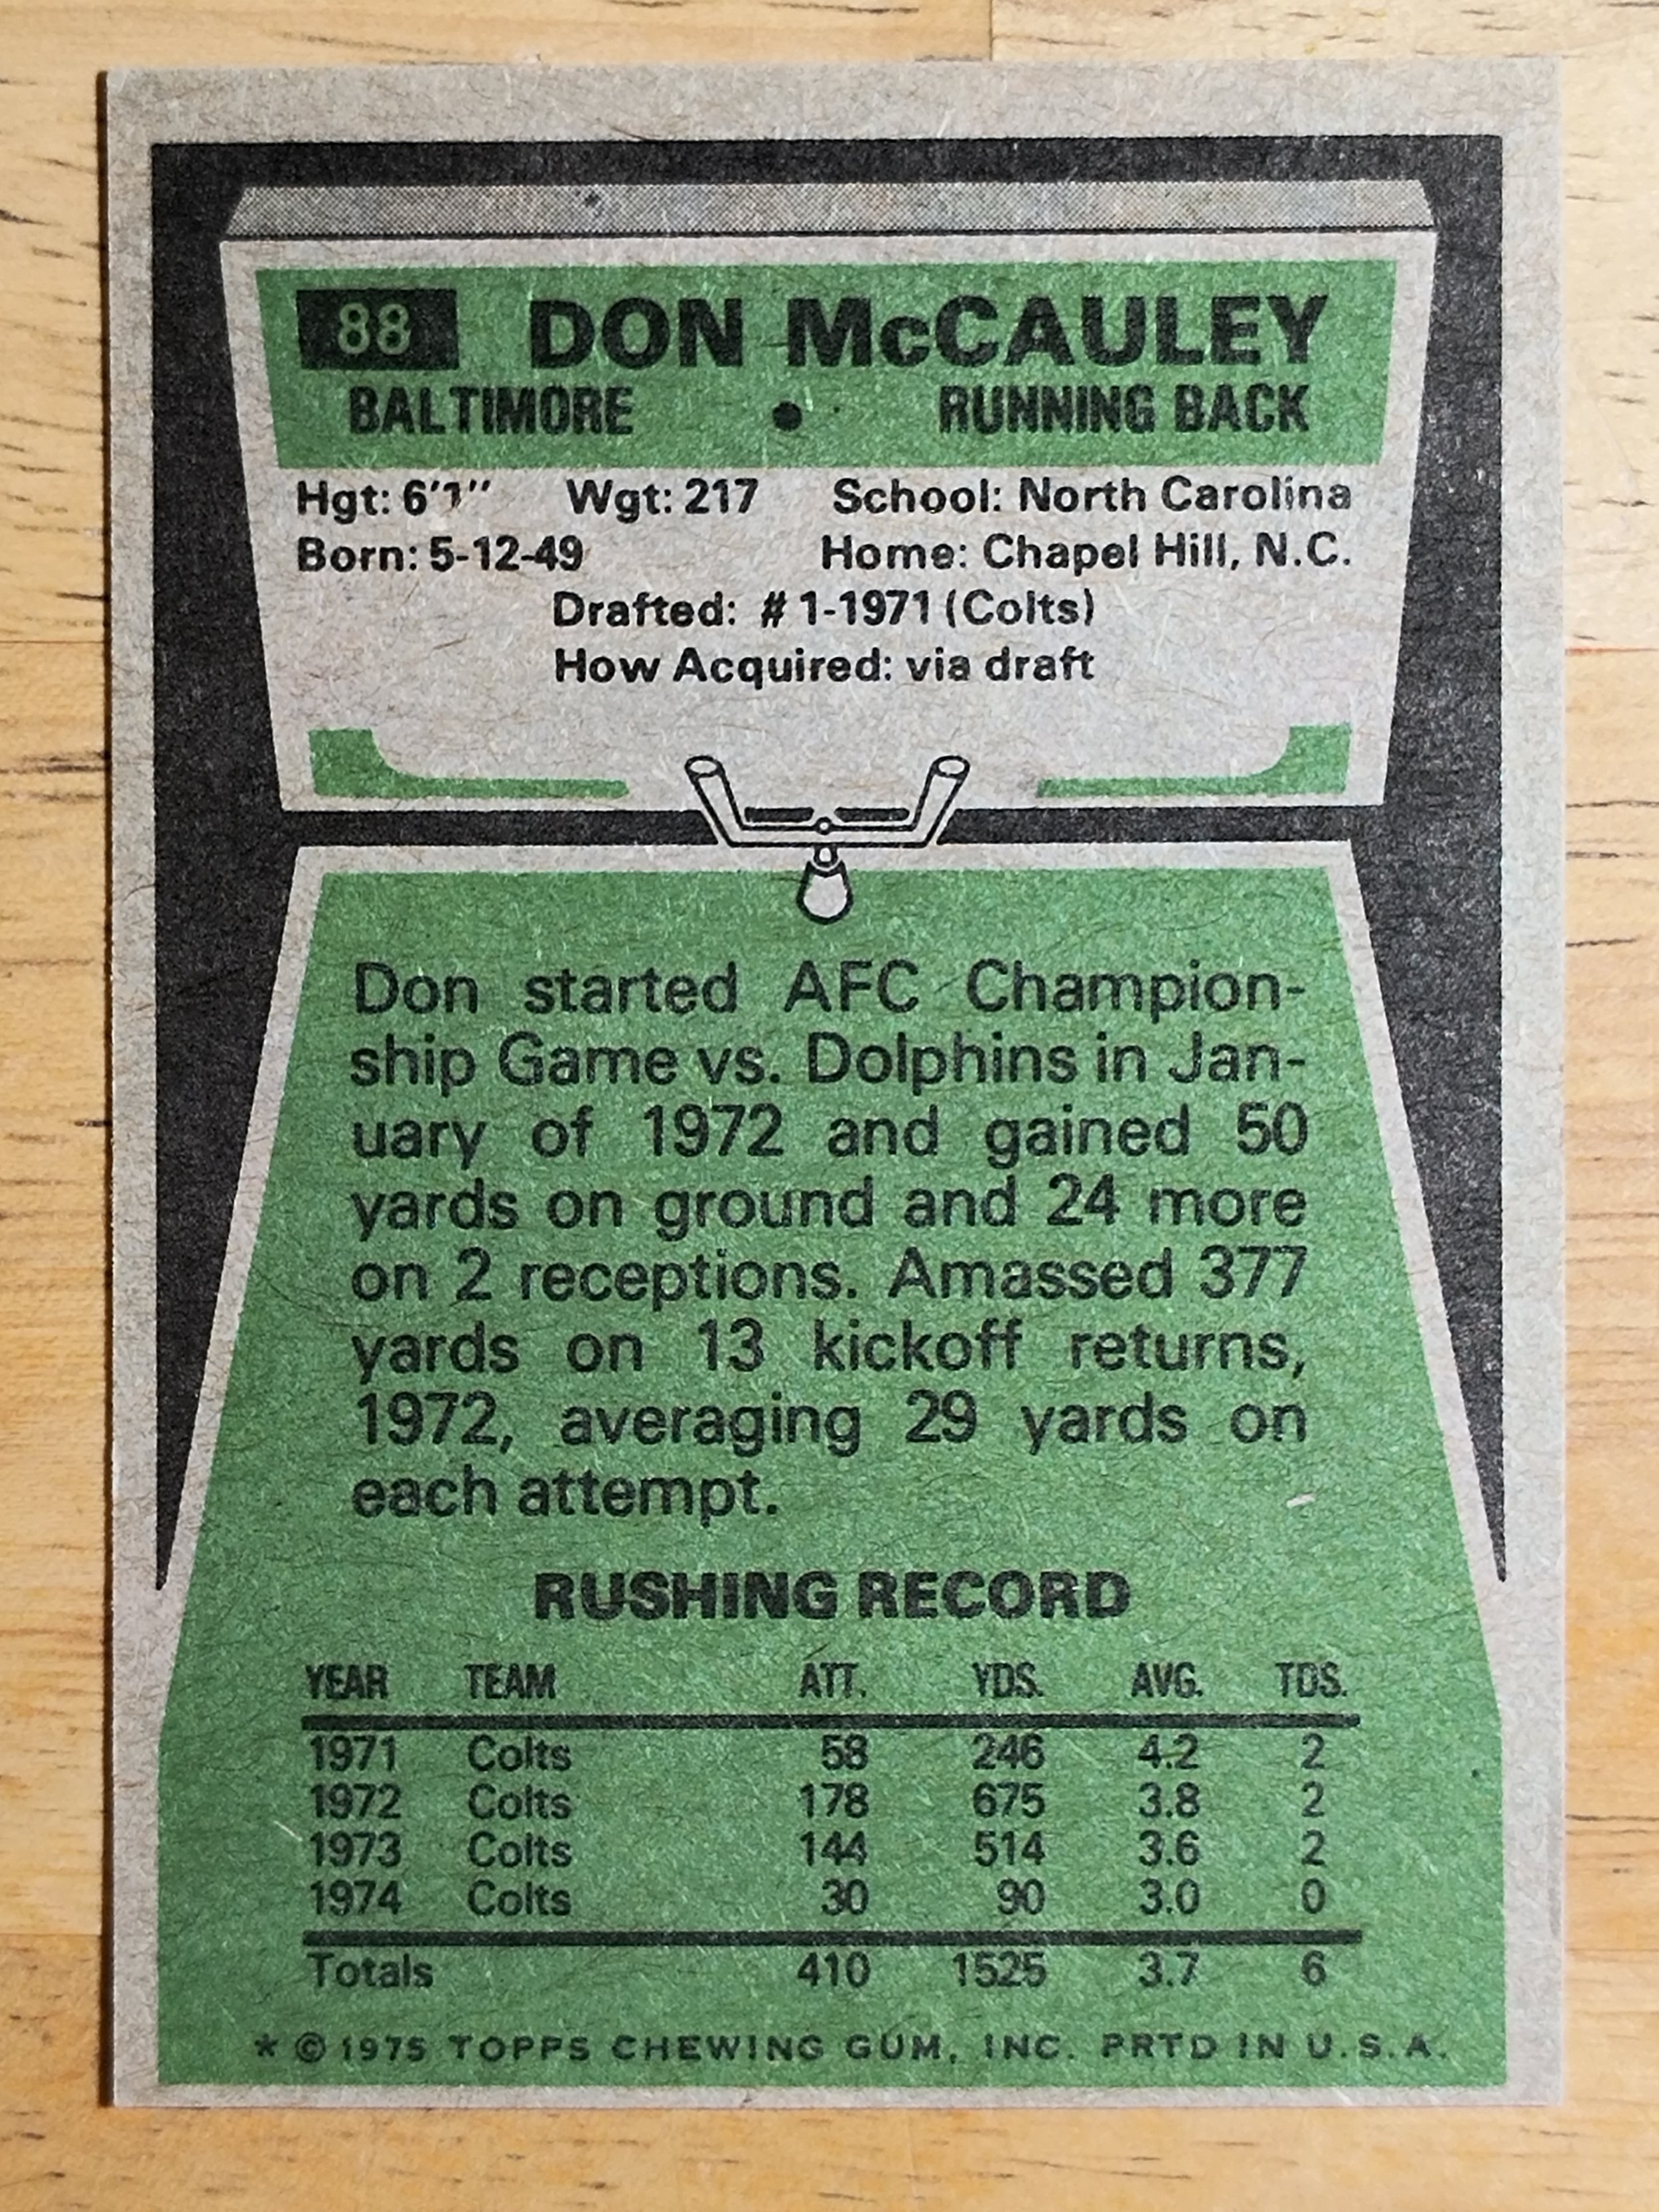 88 DON McCAULEY
BALTIMORE • RUNNING BACK
Hgt: 6'1'' Wgt: 217 School: North Carolina
Born: 5-12-49 Home: Chapel Hill, N.C.
Drafted: #1-1971 (Colts)
How Acquired: via draft
Don started AFC Champion-
ship Game vs. Dolphins in Jan-
uary of 1972 and gained 50
yards on ground and 24 more
on 2 receptions. Amassed 377
yards on 13 kickoff returns,
1972, averaging 29 yards on
each attempt.
RUSHING RECORD
YEAR TEAM ATT. YDS. AVG. TDS.
1971 Colts 58 246 4.2 2
1972 Colts 178 675 3.8 2
1973 Colts 144 514 3.6 2
1974 Colts 30 90 3.0 0
Totals 410 1525 3.7 6
* © 1975 TOPPS CHEWING GUM, INC. PRTD IN U.S.A.